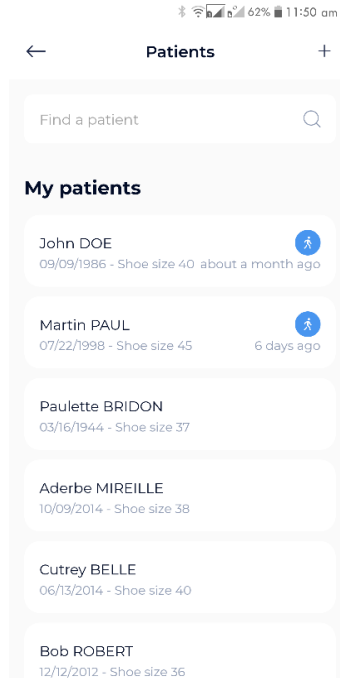 62% 11:50 am
Patients
Find a patient
My patients
John DOE
09/09/1986 - Shoe size 40 about a month ago
Martin PAUL
07/22/1998 - Shoe size 45 6 days ago
Paulette BRIDON
03/16/1944 - Shoe size 37
Aderbe MIREILLE
10/09/2014 - Shoe size 38
Cutrey BELLE
06/13/2014 - Shoe size 40
Bob ROBERT
12/12/2012 - Shoe size 36